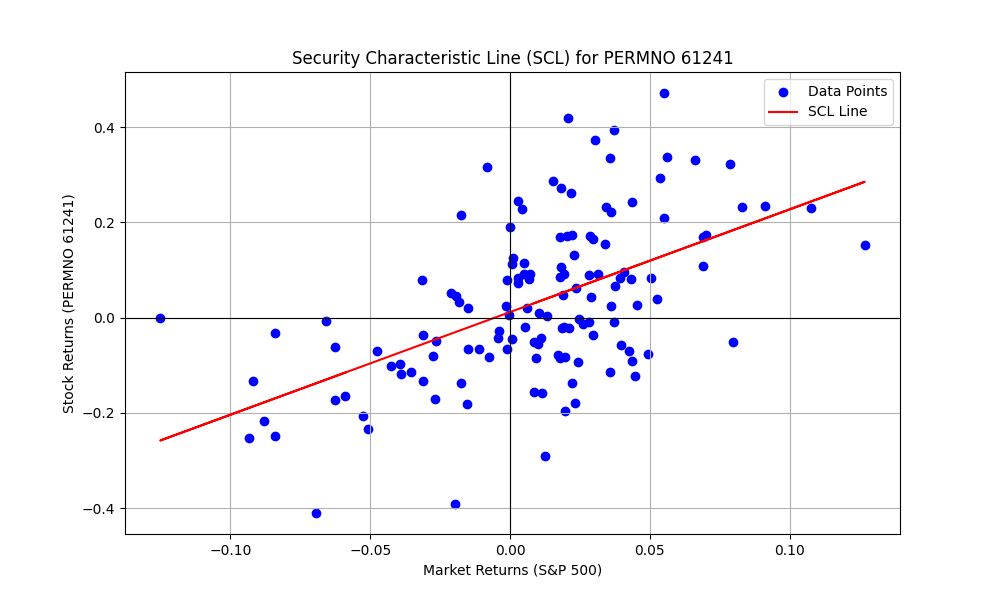 Security Characteristic Line (SCL) for PERMNO 61241
Data Points
SCL Line
Stock Returns (PERMNO 61241)
0.4
0.2
0.0
−0.2
−0.4
−0.10
−0.05
0.00
0.05
0.10
Market Returns (S&P 500)